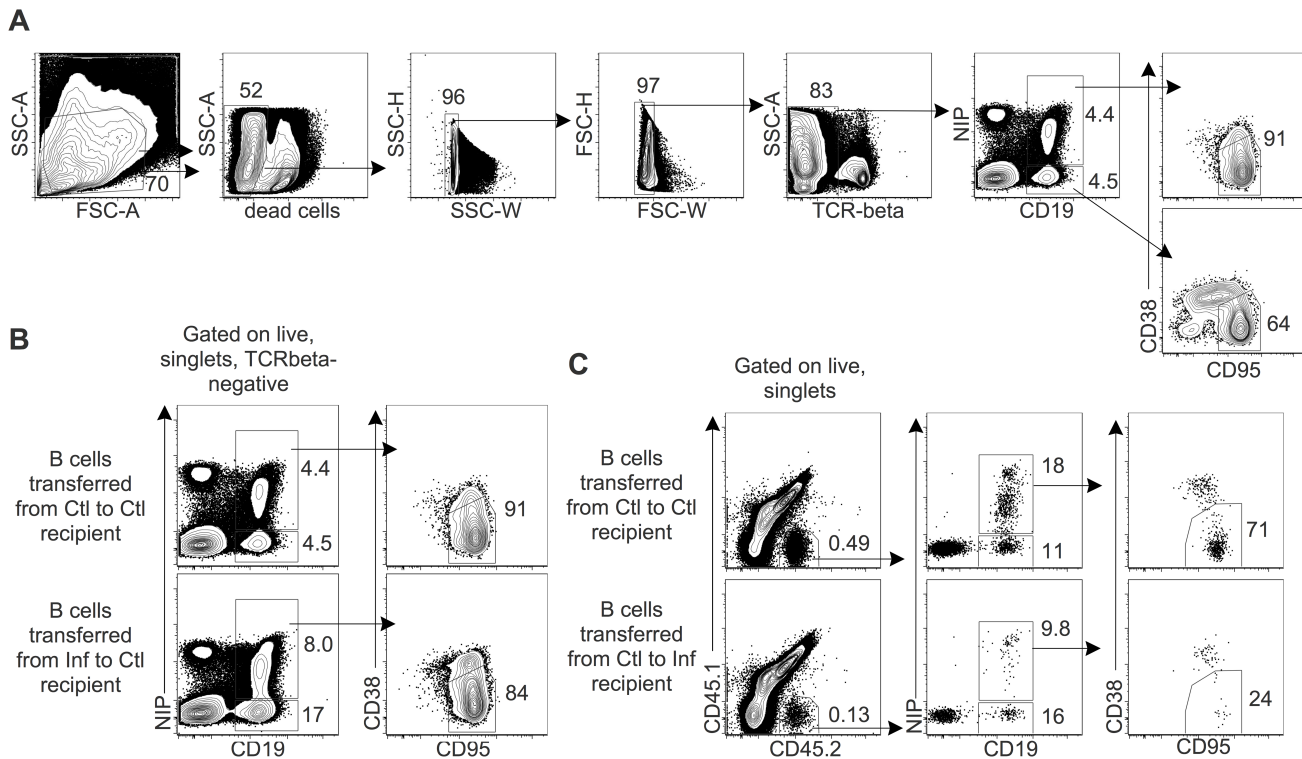 A
SSC-A
FSC-A
70
SSC-A
dead cells
52
SSC-H
SSC-W
96
FSC-H
FSC-W
97
SSC-A
TCR-beta
83
NIP
CD19
4.4
4.5
91
CD38
CD95
64
B
Gated on live,
singlets, TCRbeta-
negative
B cells
transferred
from Ctl to Ctl
recipient
4.4
4.5
91
B cells
transferred
from Inf to Ctl
recipient
NIP
8.0
17
CD19
CD38
84
CD95
C
Gated on live,
singlets
B cells
transferred
from Ctl to Ctl
recipient
0.49
18
11
71
B cells
transferred
from Ctl to Inf
recipient
CD45.1
0.13
CD45.2
NIP
9.8
16
CD19
CD38
24
CD95